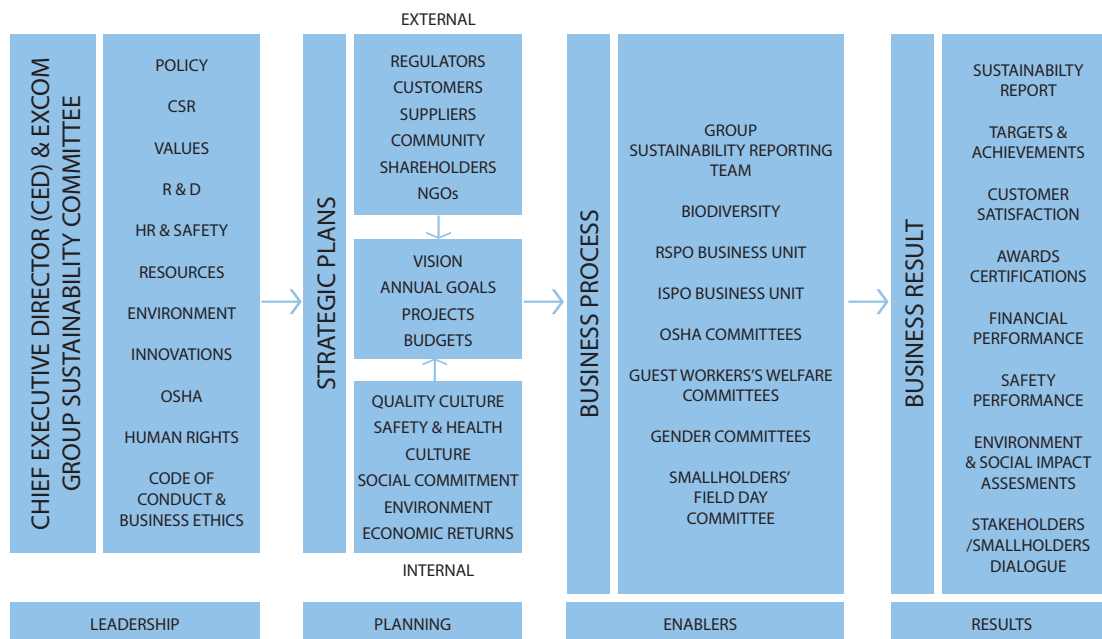 CHIEF EXECUTIVE DIRECTOR (CED) & EXCOM
GROUP SUSTAINABILITY COMMITTEE
POLICY
CSR
VALUES
R & D
HR & SAFETY
RESOURCES
ENVIRONMENT
INNOVATIONS
OSHA
HUMAN RIGHTS
CODE OF
CONDUCT &
BUSINESS ETHICS
LEADERSHIP
STRATEGIC PLANS
EXTERNAL
REGULATORS
CUSTOMERS
SUPPLIERS
COMMUNITY
SHAREHOLDERS
NGOs
VISION
ANNUAL GOALS
PROJECTS
BUDGETS
QUALITY CULTURE
SAFETY & HEALTH
CULTURE
SOCIAL COMMITMENT
ENVIRONMENT
ECONOMIC RETURNS
INTERNAL
PLANNING
BUSINESS PROCESS
GROUP
SUSTAINABILITY REPORTING
TEAM
BIODIVERSITY
RSPO BUSINESS UNIT
ISPO BUSINESS UNIT
OSHA COMMITTEES
GUEST WORKERS'S WELFARE
COMMITTEES
GENDER COMMITTEES
SMALLHOLDERS'
FIELD DAY
COMMITTEE
ENABLERS
BUSINESS RESULT
SUSTAINABILTY
REPORT
TARGETS &
ACHIEVEMENTS
CUSTOMER
SATISFACTION
AWARDS
CERTIFICATIONS
FINANCIAL
PERFORMANCE
SAFETY
PERFORMANCE
ENVIRONMENT
& SOCIAL IMPACT
ASSESMENTS
STAKEHOLDERS
/SMALLHOLDERS
DIALOGUE
RESULTS